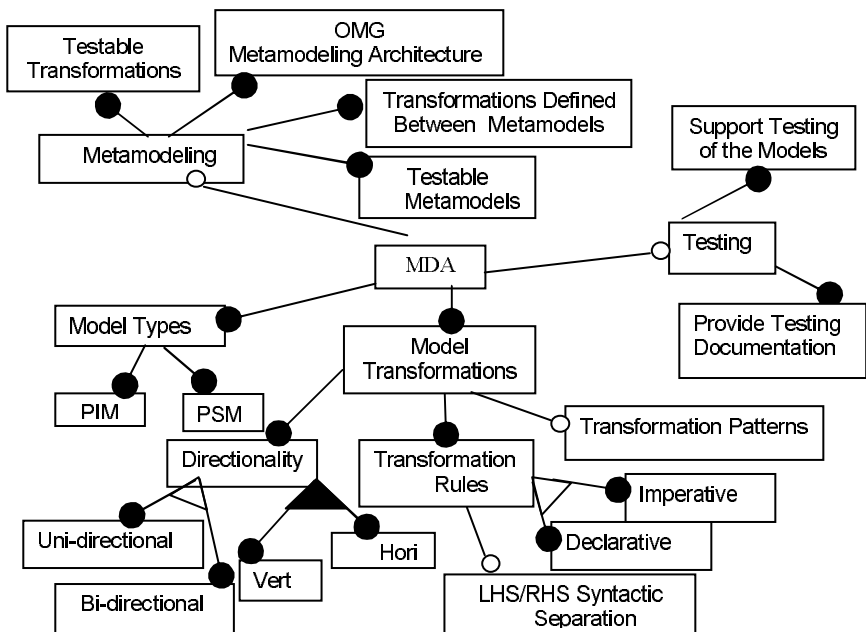 Testable
Transformations
OMG
Metamodeling Architecture
Transformations Defined
Between Metamodels
Support Testing
of the Models
Metamodeling
Testable
Metamodels
Testing
MDA
Model Types
Model
Transformations
Provide Testing
Documentation
PIM
PSM
Transformation Patterns
Directionality
Transformation
Rules
Imperative
Uni-directional
Hori
Declarative
Vert
Bi-directional
LHS/RHS Syntactic
Separation